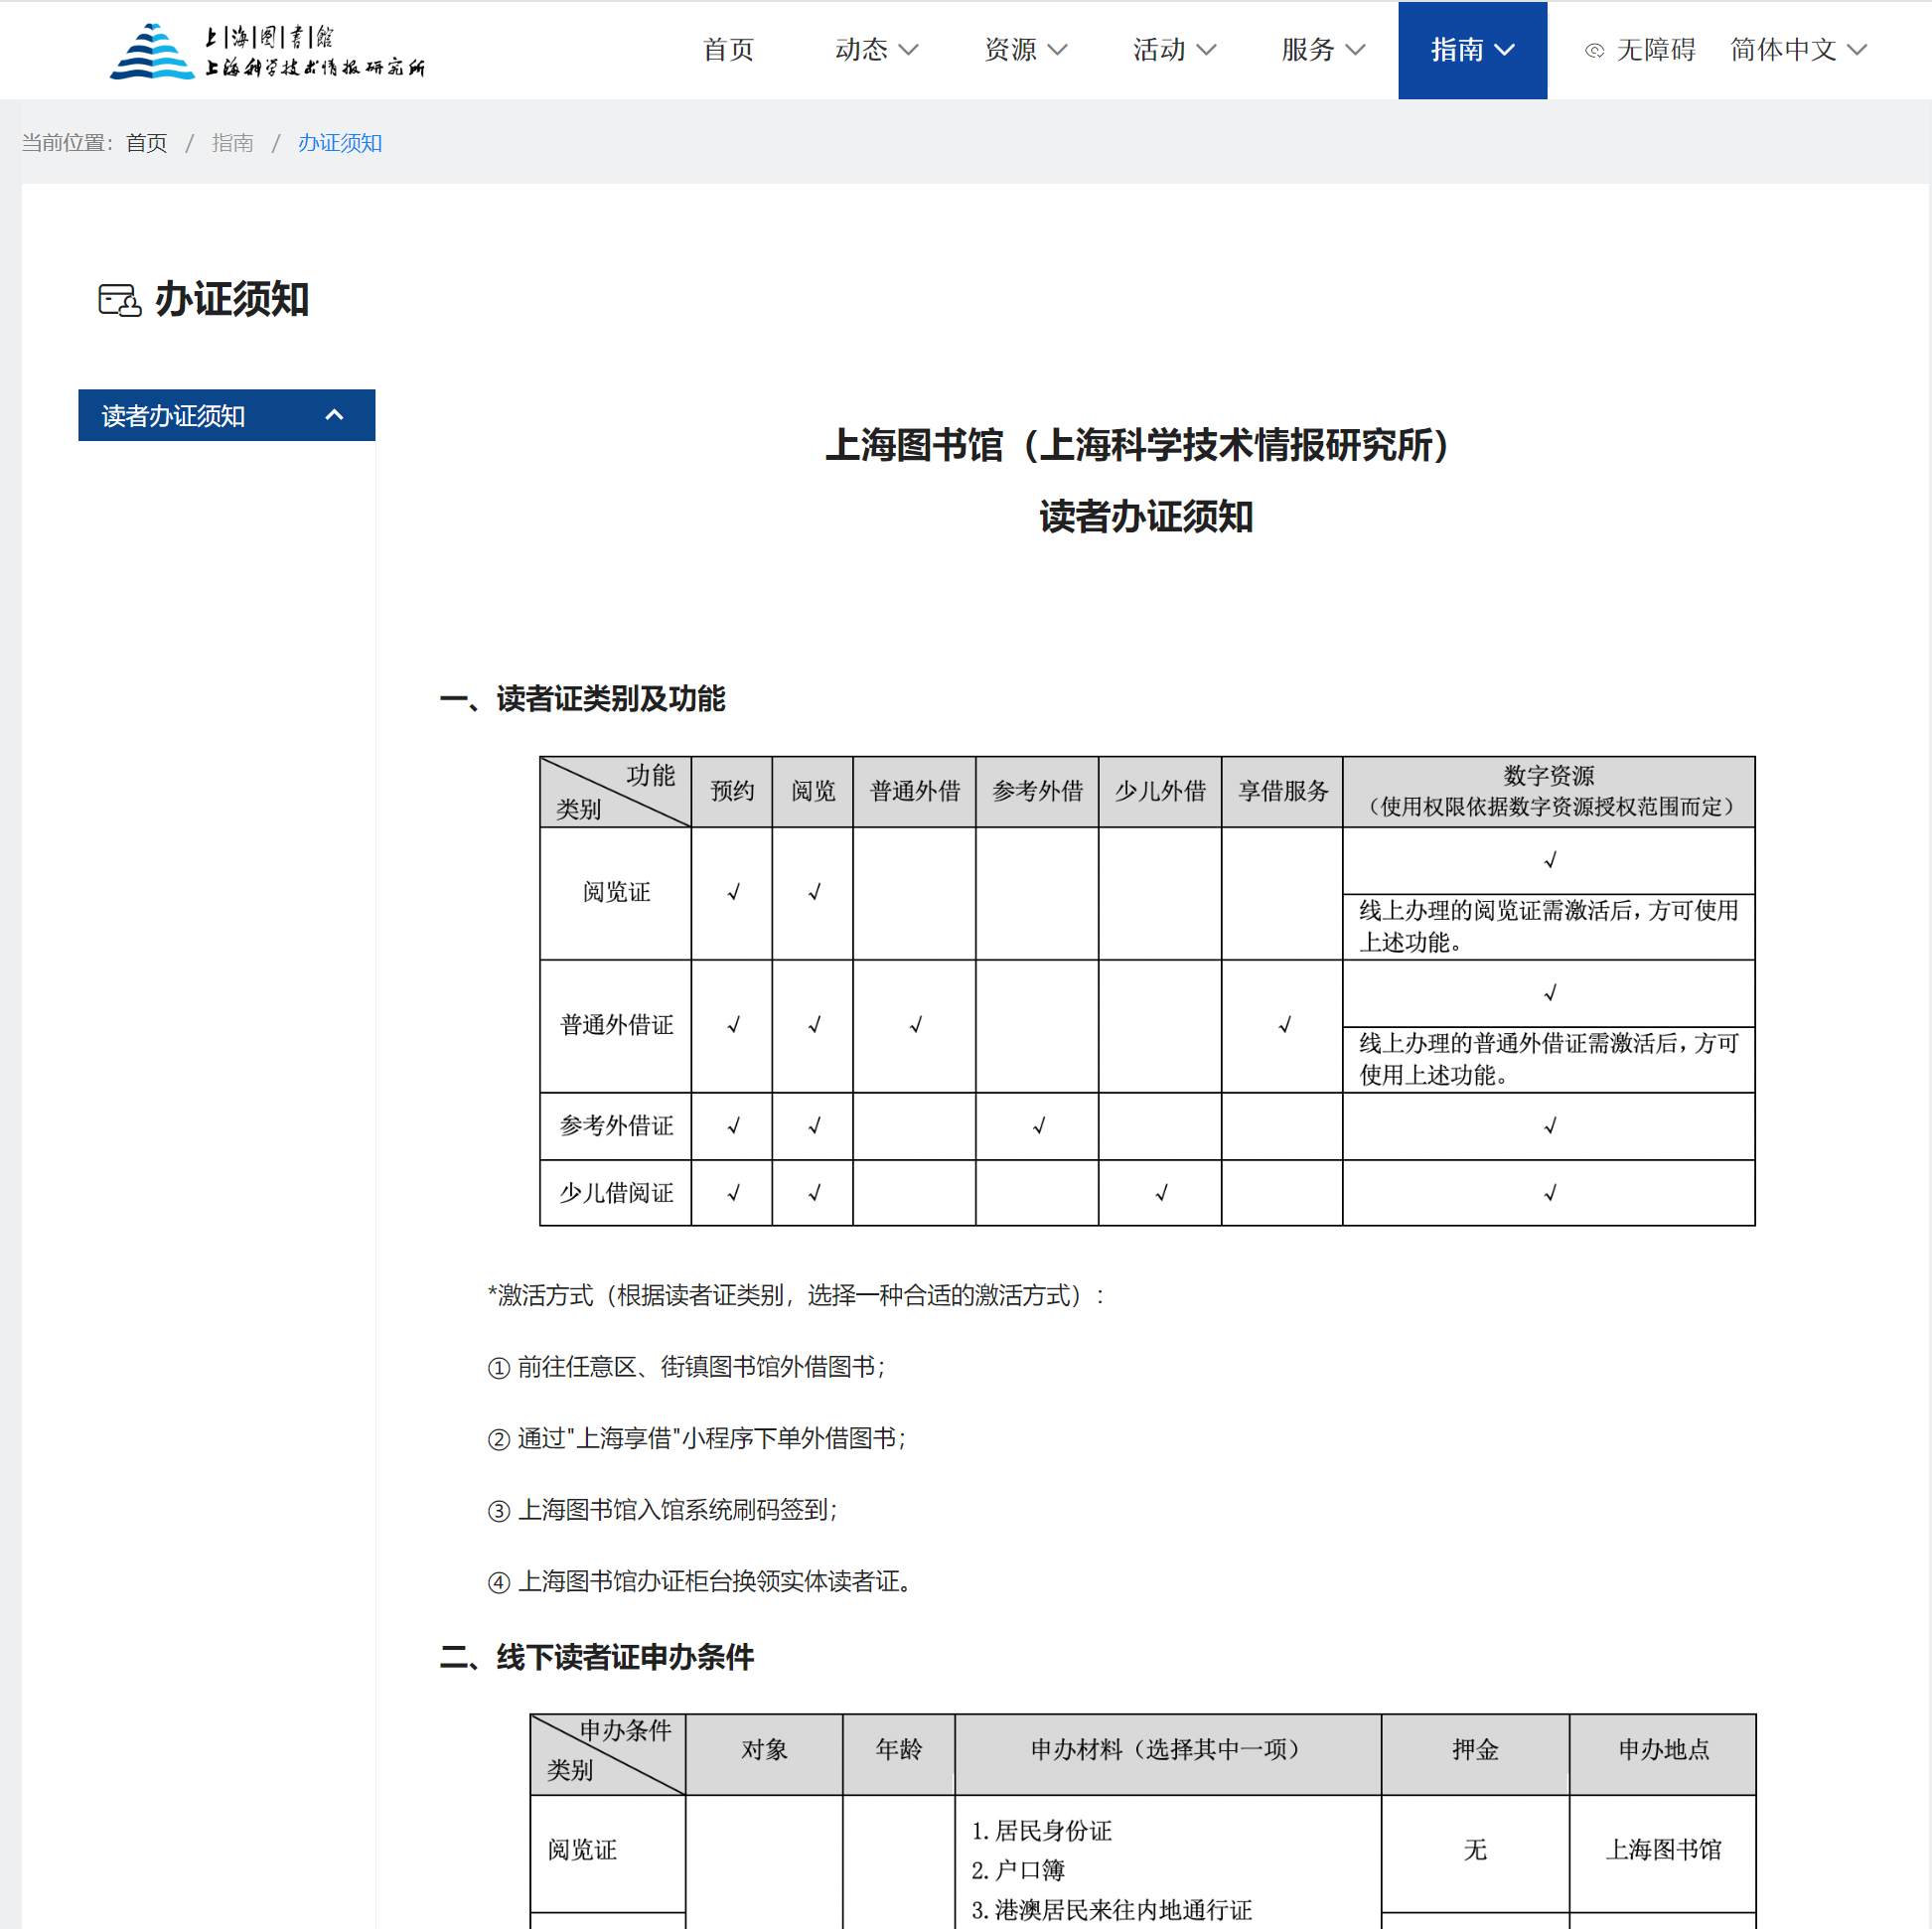 上海图書館
上海科学技术情报研究所
首页 动态 资源 活动 服务 指南 无障碍 简体中文
当前位置：首页 / 指南 / 办证须知
办证须知
读者办证须知
上海图书馆（上海科学技术情报研究所）
读者办证须知
一、读者证类别及功能
功能
类别
预约 阅览 普通外借 参考外借 少儿外借 享借服务
数字资源
（使用权限依据数字资源授权范围而定）
阅览证 √ √ √
线上办理的阅览证需激活后，方可使用
上述功能。
普通外借证 √ √ √ √ √
线上办理的普通外借证需激活后，方可
使用上述功能。
参考外借证 √ √ √ √
少儿借阅证 √ √ √ √
*激活方式（根据读者证类别，选择一种合适的激活方式）：
① 前往任意区、街镇图书馆外借图书；
② 通过"上海享借"小程序下单外借图书；
③ 上海图书馆入馆系统刷码签到；
④ 上海图书馆办证柜台换领实体读者证。
二、线下读者证申办条件
申办条件
类别
对象 年龄 申办材料（选择其中一项） 押金 申办地点
阅览证
1. 居民身份证
2. 户口簿
3. 港澳居民来往内地通行证
无 上海图书馆